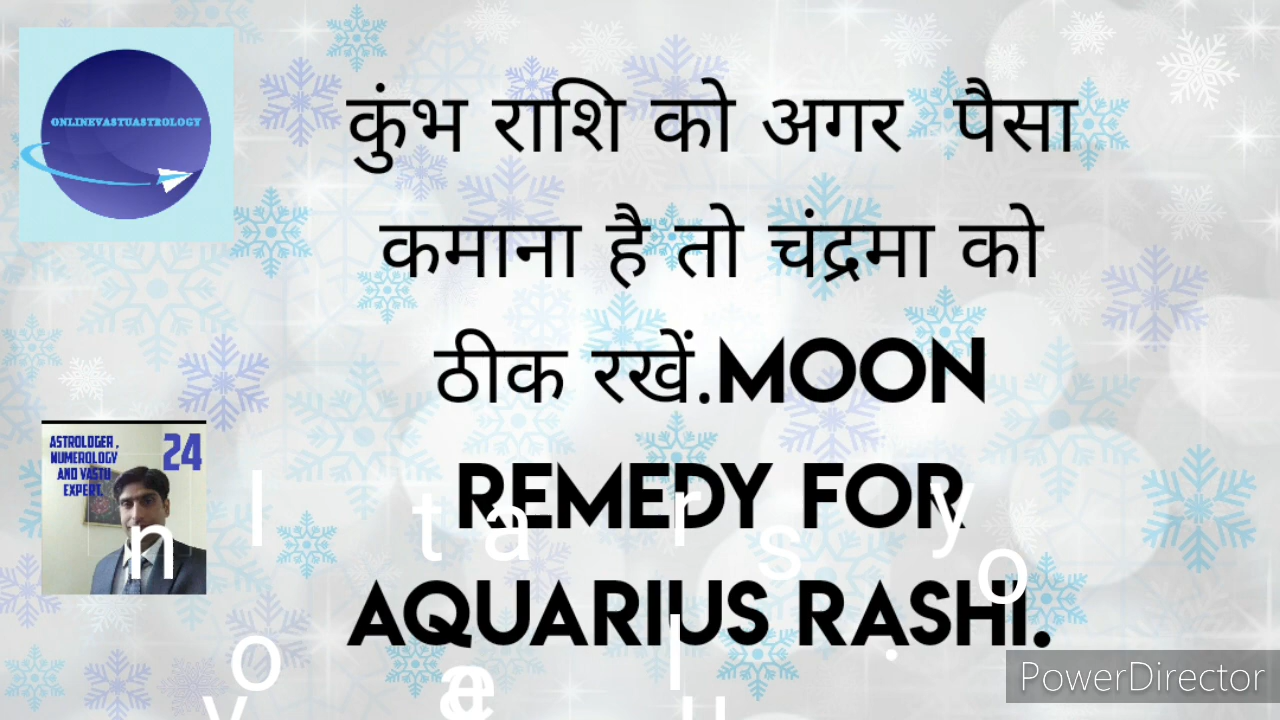 ONLINEVASTUASTROLOGY
कुंभ राशि को अगर पैसा
कमाना है तो चंद्रमा को
ठीक रखें.MOON
REMEDY FOR
AQUARIUS RASHI.
ASTROLOGER ,
NUMEROLOGY
AND VASTU
EXPERT.
24
PowerDirector